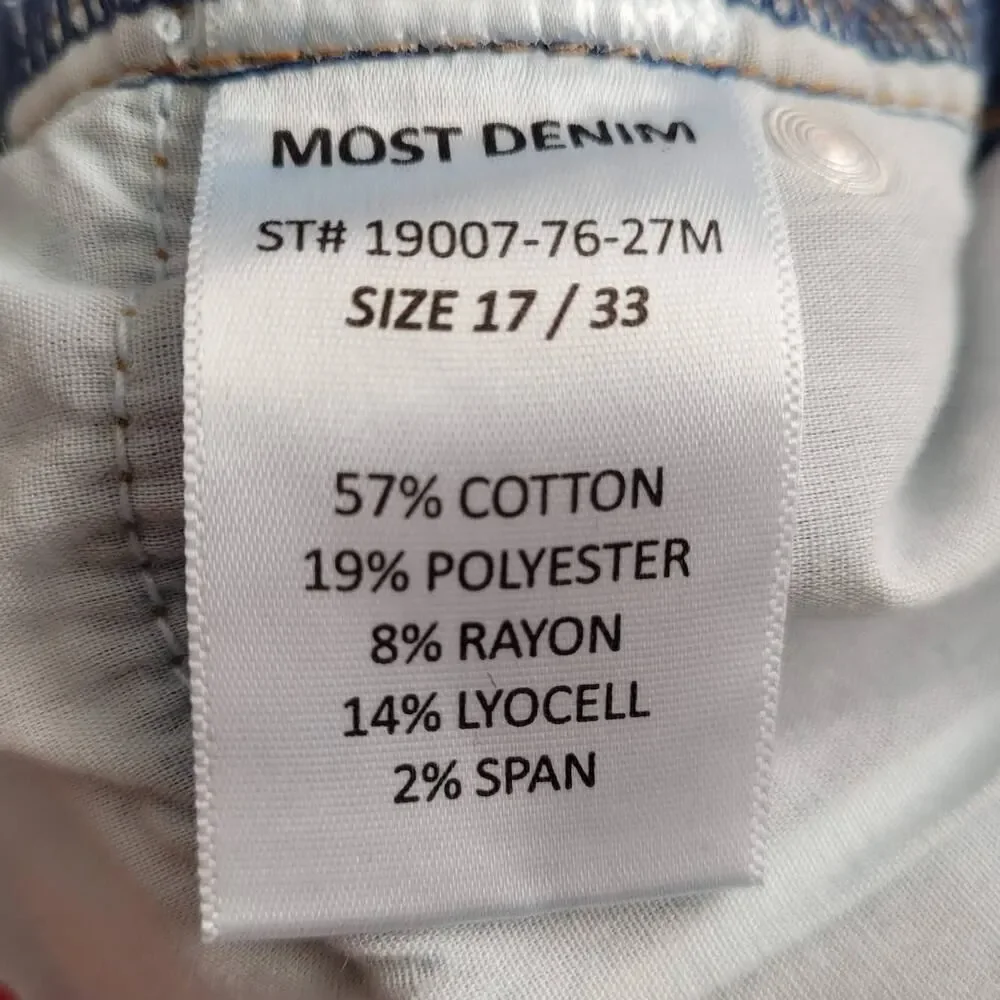 MOST DENIM
ST# 19007-76-27M
SIZE 17 / 33
57% COTTON
19% POLYESTER
8% RAYON
14% LYOCELL
2% SPAN